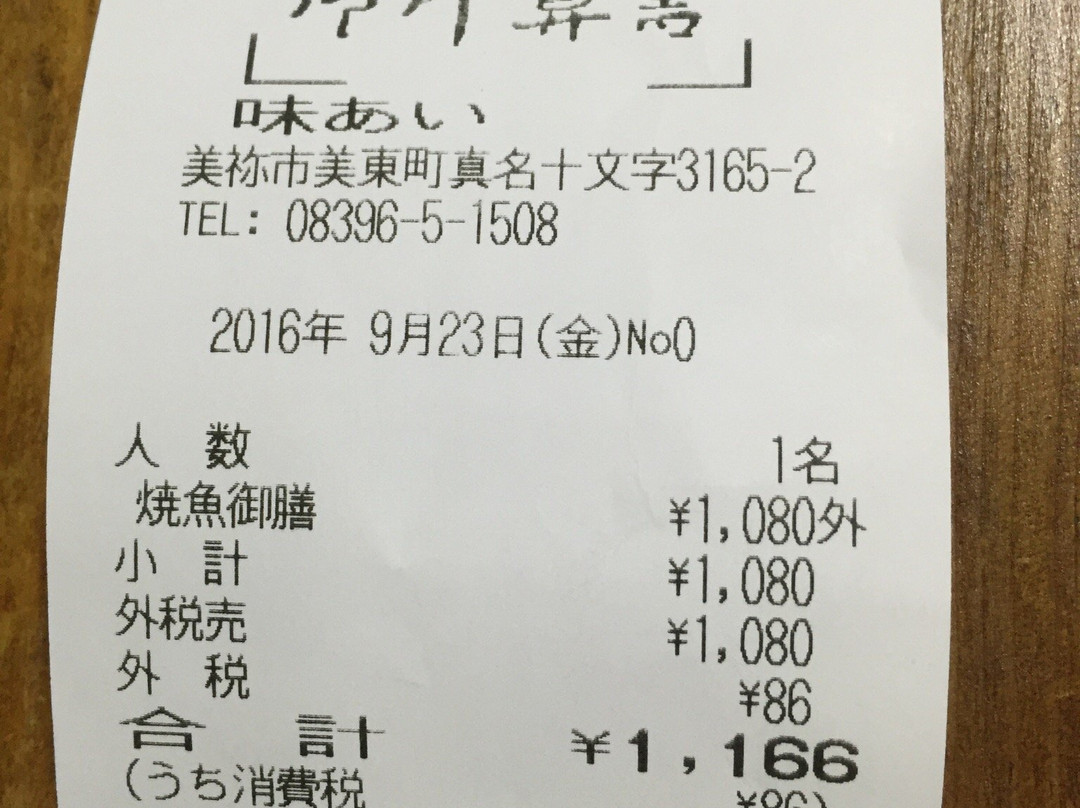 味あい
美祢市美東町真名十文字3165-2
TEL: 08396-5-1508
2016年 9月23日(金)No0
人 数 1名
焼魚御膳 ¥1,080外
小 計 ¥1,080
外税売 ¥1,080
外 税 ¥86
合 計 ¥1,166
(うち消費税 ¥86)